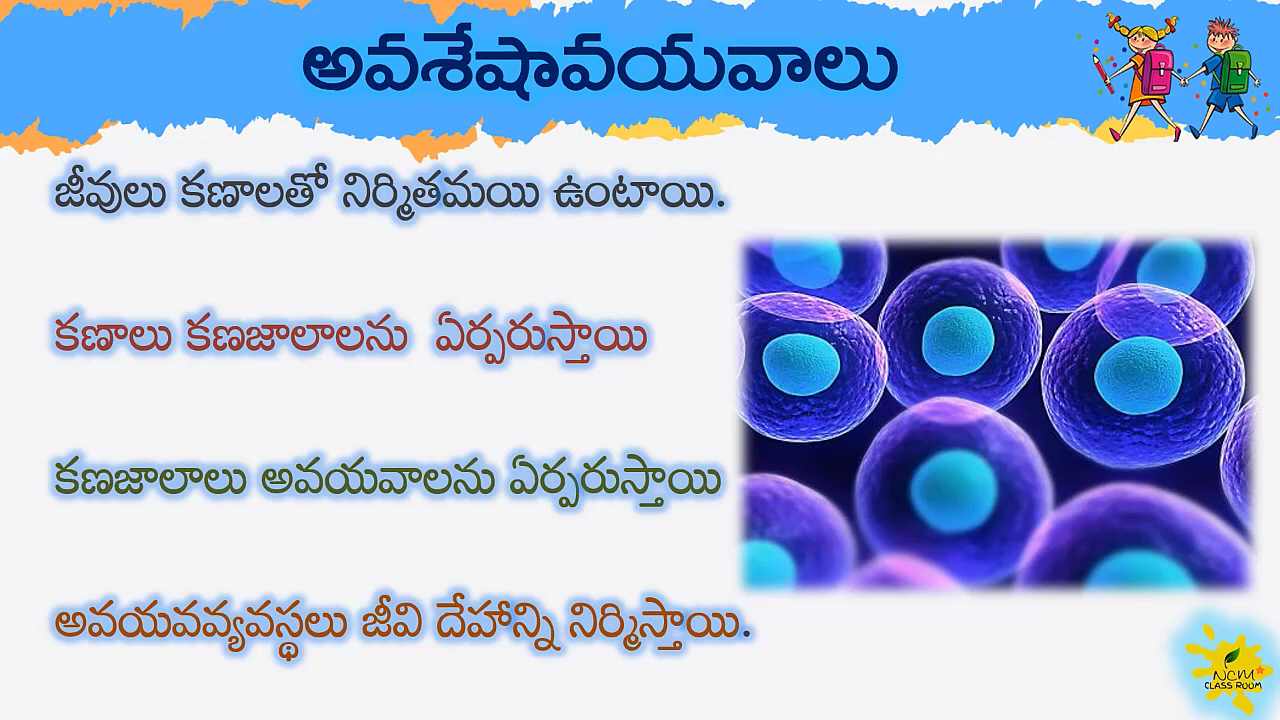 అవశేషావయవాలు
జీవులు కణాలతో నిర్మితమయి ఉంటాయి.
కణాలు కణజాలాలను ఏర్పరుస్తాయి
కణజాలాలు అవయవాలను ఏర్పరుస్తాయి
అవయవవ్యవస్థలు జీవి దేహాన్ని నిర్మిస్తాయి.
NCM
CLASS ROOM